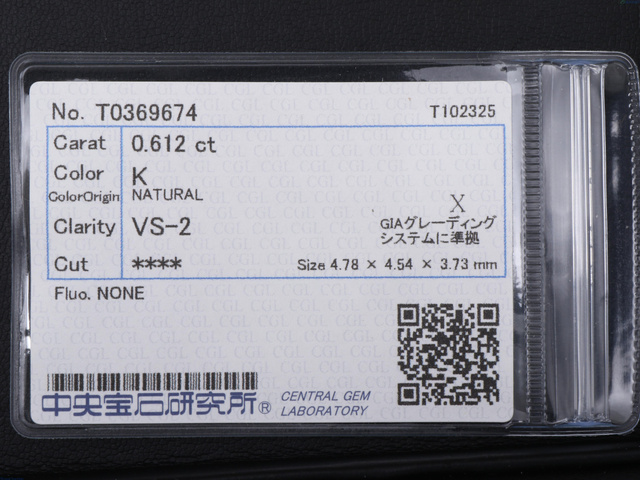 No. T0369674 T102325
Carat 0.612 ct
Color K
ColorOrigin NATURAL
Clarity VS-2
X
GIAグレーディング
システムに準拠
Cut ****
Size 4.78 × 4.54 × 3.73 mm
Fluo. NONE
中央宝石研究所® CENTRAL GEM
LABORATORY